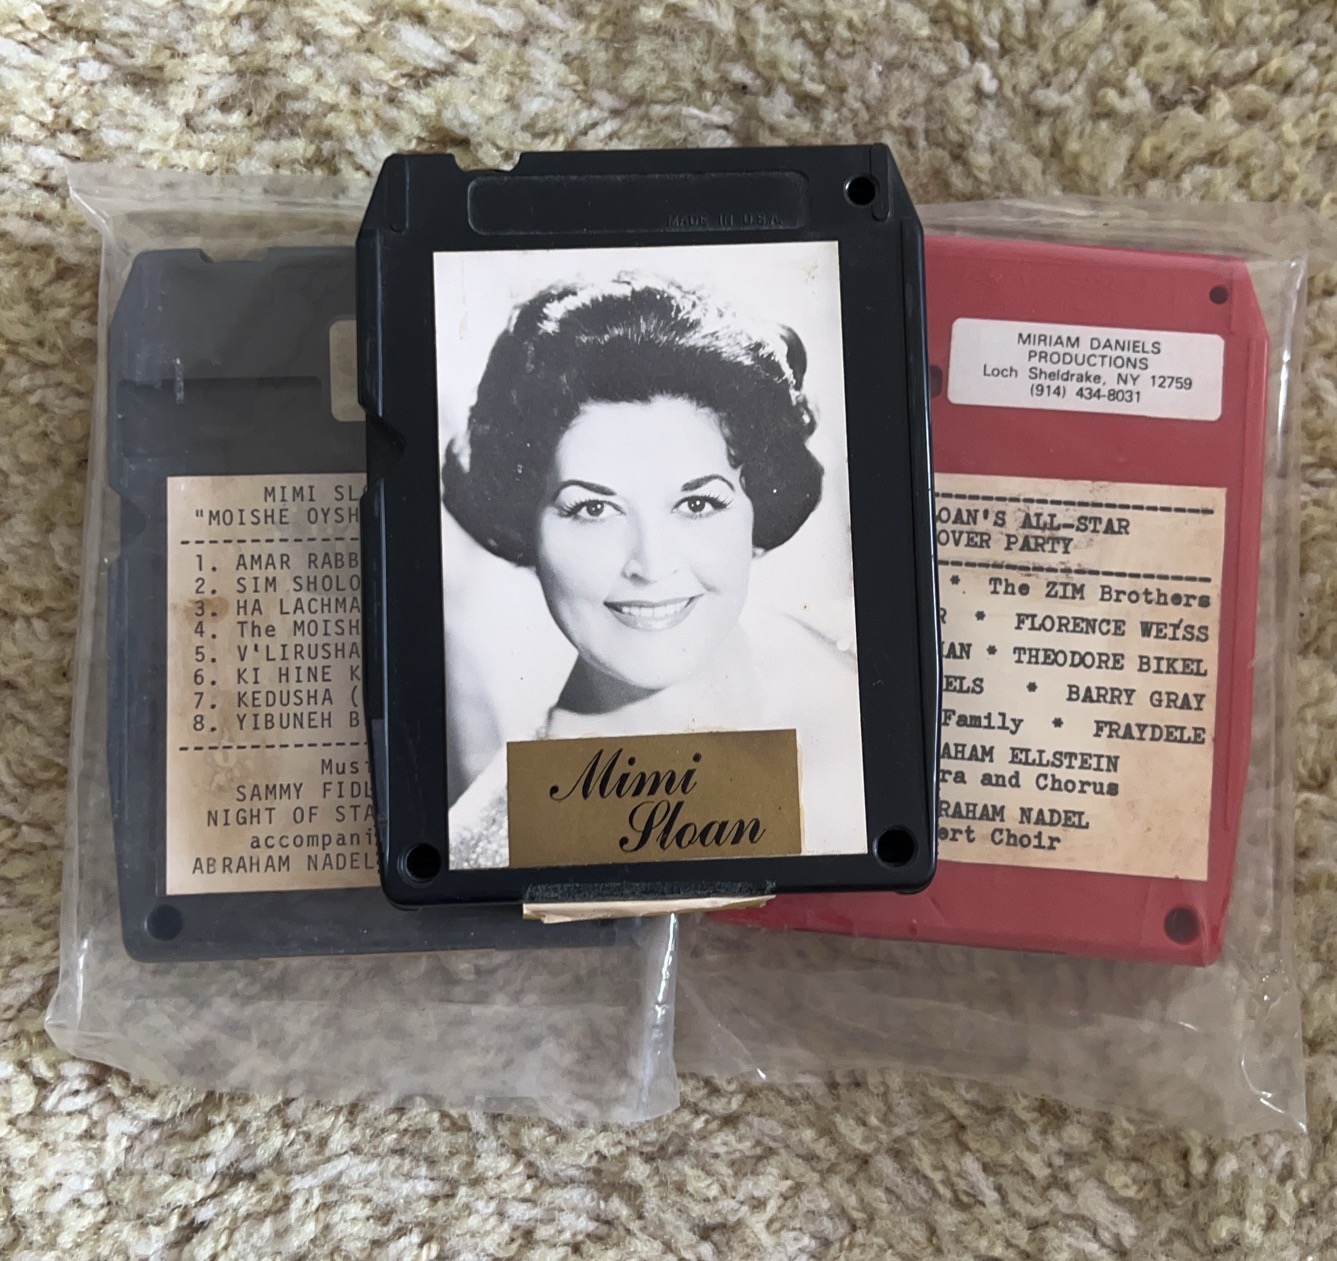 MADE IN U.S.A.
Mimi
Sloan
MIMI SL
"MOISHE OYSH
1. AMAR RABB
2. SIM SHOLO
3. HA LACHMA
4. The MOISH
5. V'LIRUSHA
6. KI HINE K
7. KEDUSHA (
8. YIBUNEH B
Mus
SAMMY FIDL
NIGHT OF STA
accompani
ABRAHAM NADEL
MIRIAM DANIELS
PRODUCTIONS
Loch Sheldrake, NY 12759
(914) 434-8031
OAN'S ALL-STAR
OVER PARTY
* The ZIM Brothers
R * FLORENCE WEISS
AN * THEODORE BIKEL
ELS * BARRY GRAY
Family * FRAYDELE
AHAM ELLSTEIN
ra and Chorus
RAHAM NADEL
ert Choir